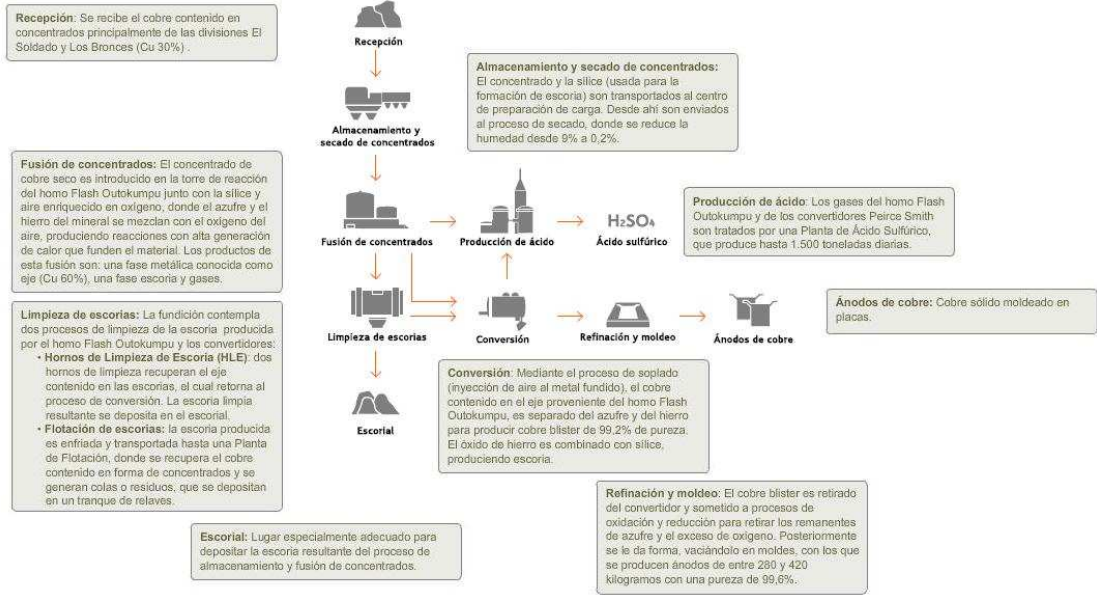 Recepción: Se recibe el cobre contenido en
concentrados principalmente de las divisiones El
Soldado y Los Bronces (Cu 30%) .
Recepción
Almacenamiento y secado de concentrados:
El concentrado y la sílice (usada para la
formación de escoria) son transportados al centro
de preparación de carga. Desde ahí son enviados
al proceso de secado, donde se reduce la
humedad desde 9% a 0,2%.
Almacenamiento y
secado de concentrados
Fusión de concentrados: El concentrado de
cobre seco es introducido en la torre de reacción
del homo Flash Outokumpu junto con la sílice y
aire enriquecido en oxígeno, donde el azufre y el
hierro del mineral se mezclan con el oxigeno del
aire, produciendo reacciones con alta generación
de calor que funden el material. Los productos de
esta fusión son: una fase metálica conocida como
eje (Cu 60%), una fase escoria y gases.
Fusión de concentrados
Producción de ácido
H₂SO₄
Ácido sulfúrico
Producción de ácido: Los gases del homo Flash
Outokumpu y de los convertidores Peirce Smith
son tratados por una Planta de Ácido Sulfúrico,
que produce hasta 1.500 toneladas diarias.
Limpieza de escorias: La fundición contempla
dos procesos de limpieza de la escoria producida
por el homo Flash Outokumpu y los convertidores:
• Hornos de Limpieza de Escoria (HLE): dos
hornos de limpieza recuperan el eje
contenido en las escorias, el cual retorna al
proceso de conversión. La escoria limpia
resultante se deposita en el escorial.
• Flotación de escorias: la escoria producida
es enfriada y transportada hasta una Planta
de Flotación, donde se recupera el cobre
contenido en forma de concentrados y se
generan colas o residuos, que se depositan
en un tranque de relaves.
Limpieza de escorias
Conversión
Refinación y moldeo
Ánodos de cobre
Ánodos de cobre: Cobre sólido moldeado en
placas.
Escorial
Conversión: Mediante el proceso de soplado
(inyección de aire al metal fundido), el cobre
contenido en el eje proveniente del homo Flash
Outokumpu, es separado del azufre y del hierro
para producir cobre blister de 99,2% de pureza.
El óxido de hierro es combinado con sílice,
produciendo escoria.
Refinación y moldeo: El cobre blister es retirado
del convertidor y sometido a procesos de
oxidación y reducción para retirar los remanentes
de azufre y el exceso de oxígeno. Posteriormente
se le da forma, vaciándolo en moldes, con los que
se producen ánodos de entre 280 y 420
kilogramos con una pureza de 99,6%.
Escorial: Lugar especialmente adecuado para
depositar la escoria resultante del proceso de
almacenamiento y fusión de concentrados.